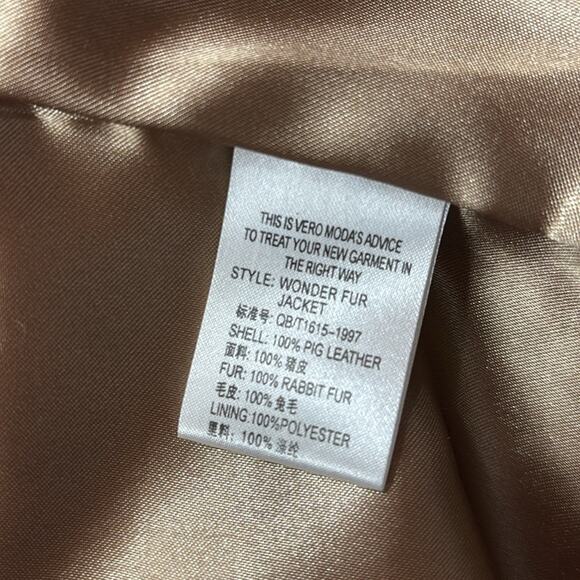 THIS IS VERO MODA'S ADVICE
TO TREAT YOUR NEW GARMENT IN
THE RIGHT WAY
STYLE: WONDER FUR
JACKET
标准号: QB/T1615-1997
SHELL: 100% PIG LEATHER
面料: 100% 猪皮
FUR: 100% RABBIT FUR
毛皮: 100% 兔毛
LINING:100%POLYESTER
里料: 100% 涤纶